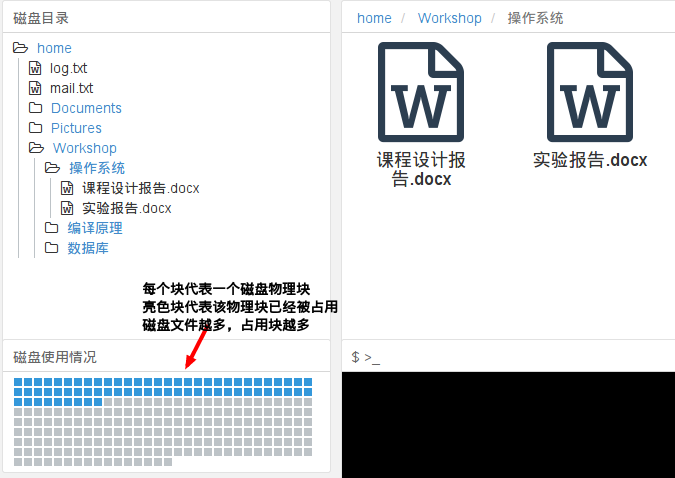 磁盘目录
home
log.txt
mail.txt
Documents
Pictures
Workshop
操作系统
课程设计报告.docx
实验报告.docx
编译原理
数据库
每个块代表一个磁盘物理块
亮色块代表该物理块已经被占用
磁盘文件越多，占用块越多
磁盘使用情况
home / Workshop / 操作系统
课程设计报
告.docx
实验报告.docx
$ >_